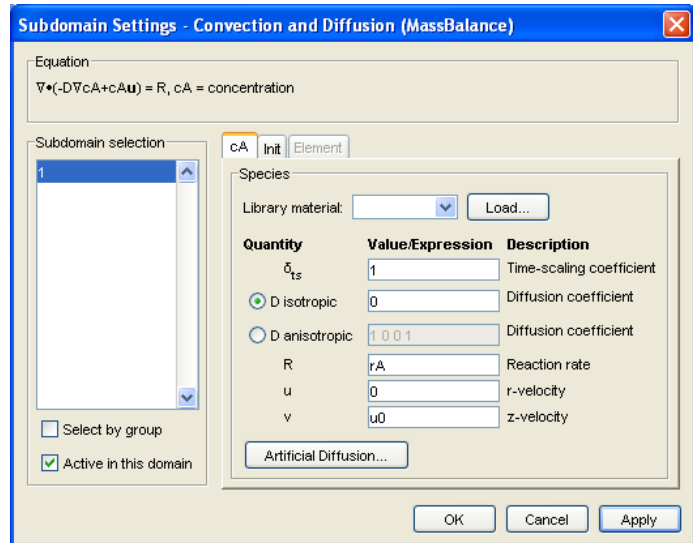 Subdomain Settings - Convection and Diffusion (MassBalance)
Equation
∇•(-D∇cA+cAu) = R, cA = concentration
Subdomain selection
1
Select by group
Active in this domain
cA Init Element
Species
Library material: Load...
Quantity Value/Expression Description
δts 1 Time-scaling coefficient
D isotropic 0 Diffusion coefficient
D anisotropic 1 0 0 1 Diffusion coefficient
R rA Reaction rate
u 0 r-velocity
v u0 z-velocity
Artificial Diffusion...
OK Cancel Apply